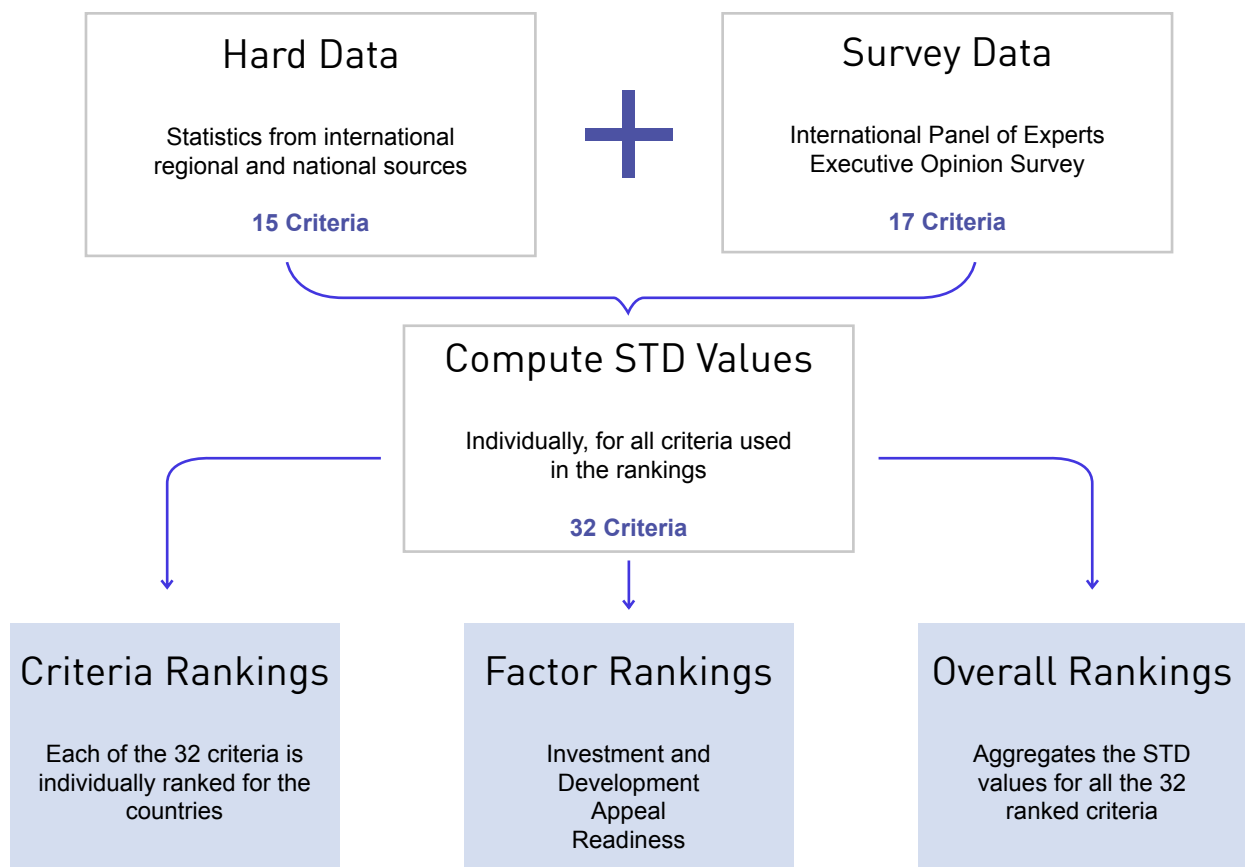 Hard Data
Statistics from international
regional and national sources
15 Criteria
Survey Data
International Panel of Experts
Executive Opinion Survey
17 Criteria
Compute STD Values
Individually, for all criteria used
in the rankings
32 Criteria
Criteria Rankings
Each of the 32 criteria is
individually ranked for the
countries
Factor Rankings
Investment and
Development
Appeal
Readiness
Overall Rankings
Aggregates the STD
values for all the 32
ranked criteria